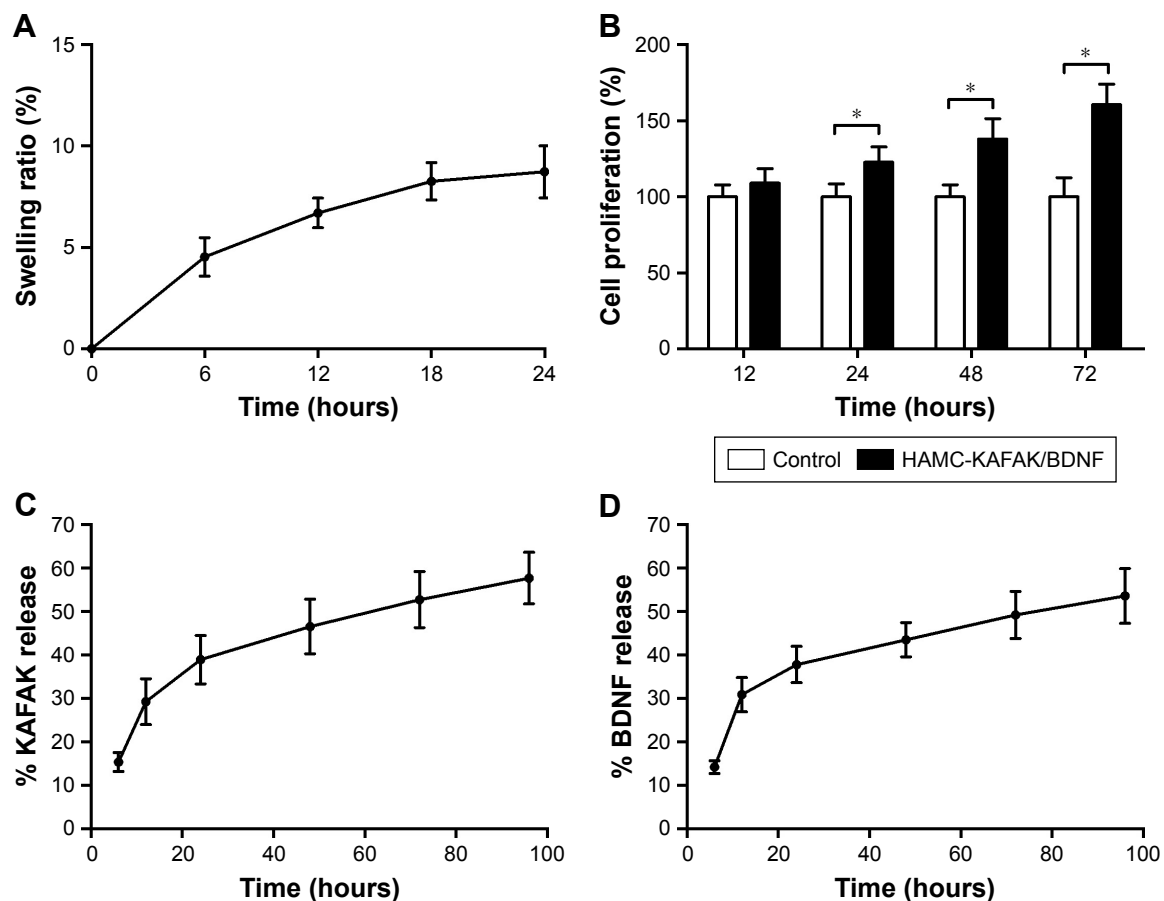 A
Swelling ratio (%)
15
10
5
0
0 6 12 18 24
Time (hours)
B
Cell proliferation (%)
200
150
100
50
0
* * *
12 24 48 72
Time (hours)
Control HAMC-KAFAK/BDNF
C
% KAFAK release
70
60
50
40
30
20
10
0
0 20 40 60 80 100
Time (hours)
D
% BDNF release
70
60
50
40
30
20
10
0
0 20 40 60 80 100
Time (hours)